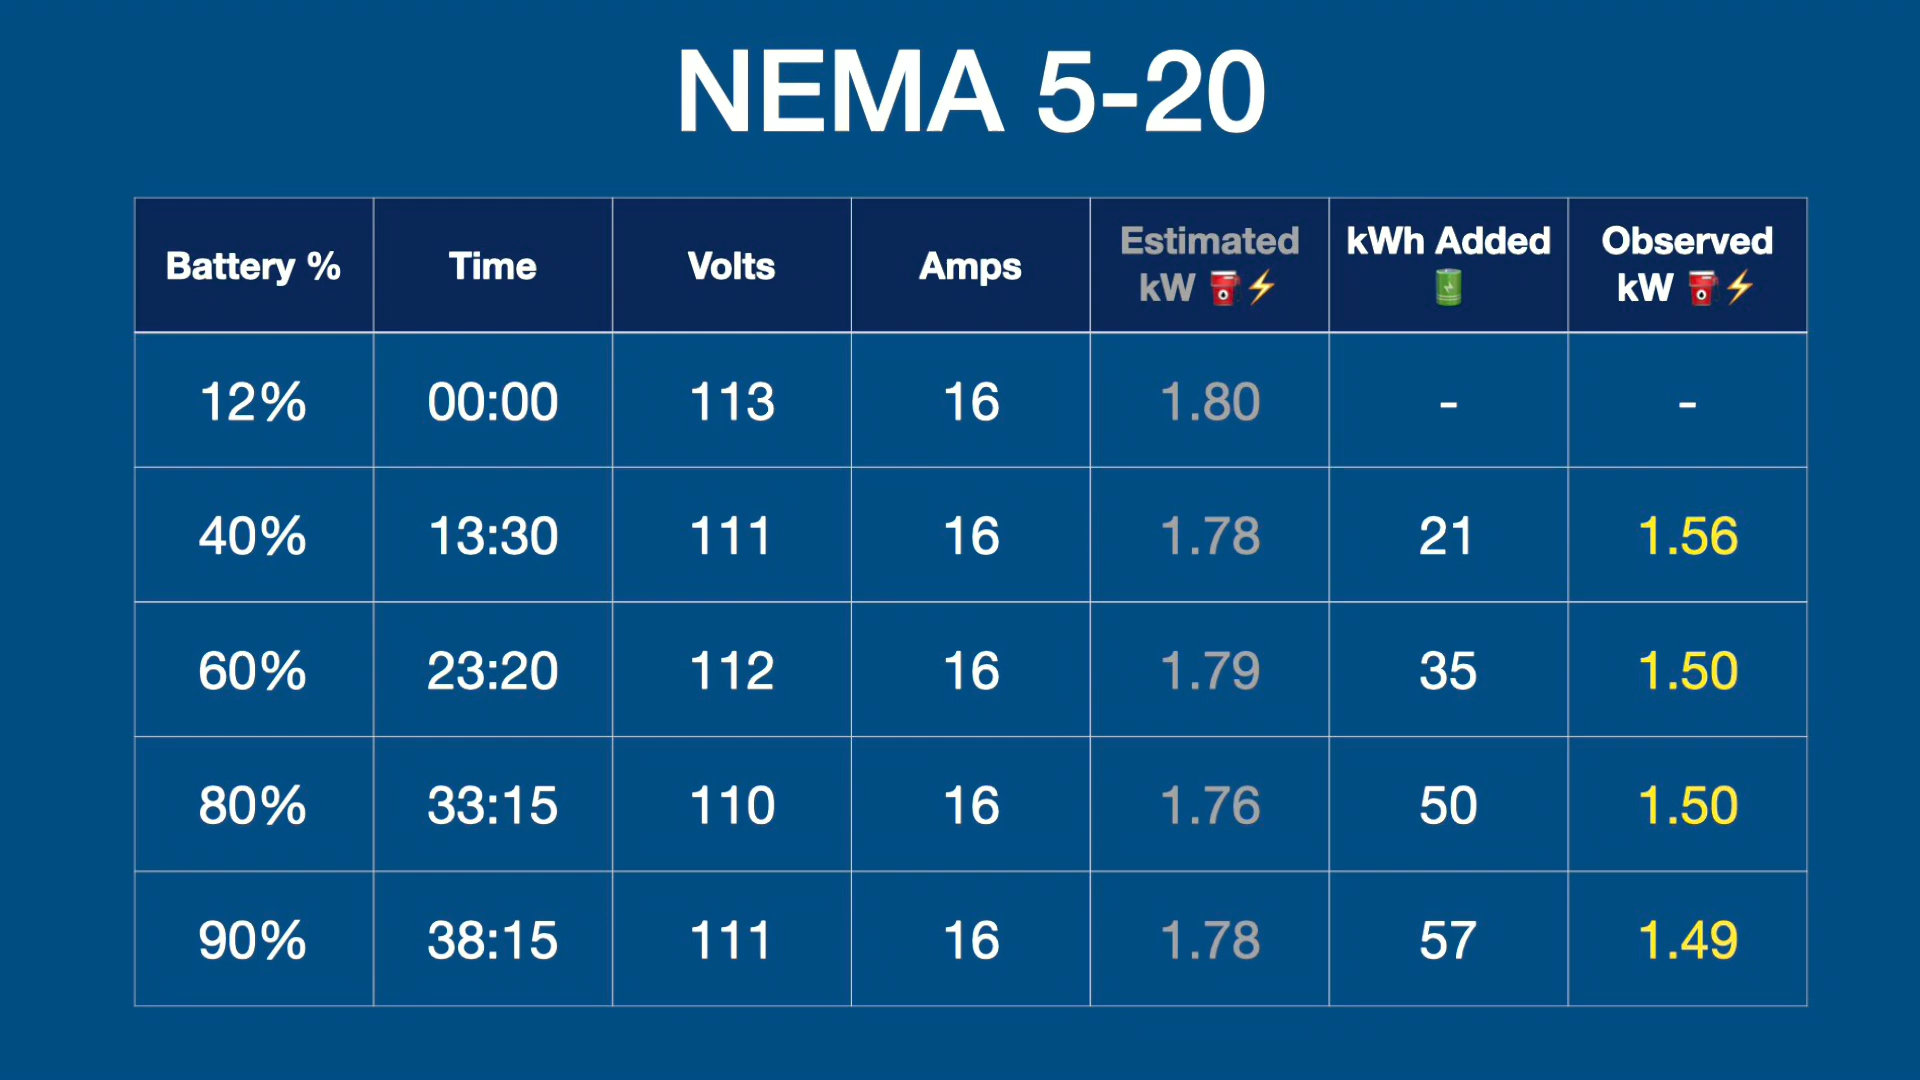 NEMA 5-20
Battery % Time Volts Amps Estimated kW kWh Added Observed kW
12% 00:00 113 16 1.80 - -
40% 13:30 111 16 1.78 21 1.56
60% 23:20 112 16 1.79 35 1.50
80% 33:15 110 16 1.76 50 1.50
90% 38:15 111 16 1.78 57 1.49